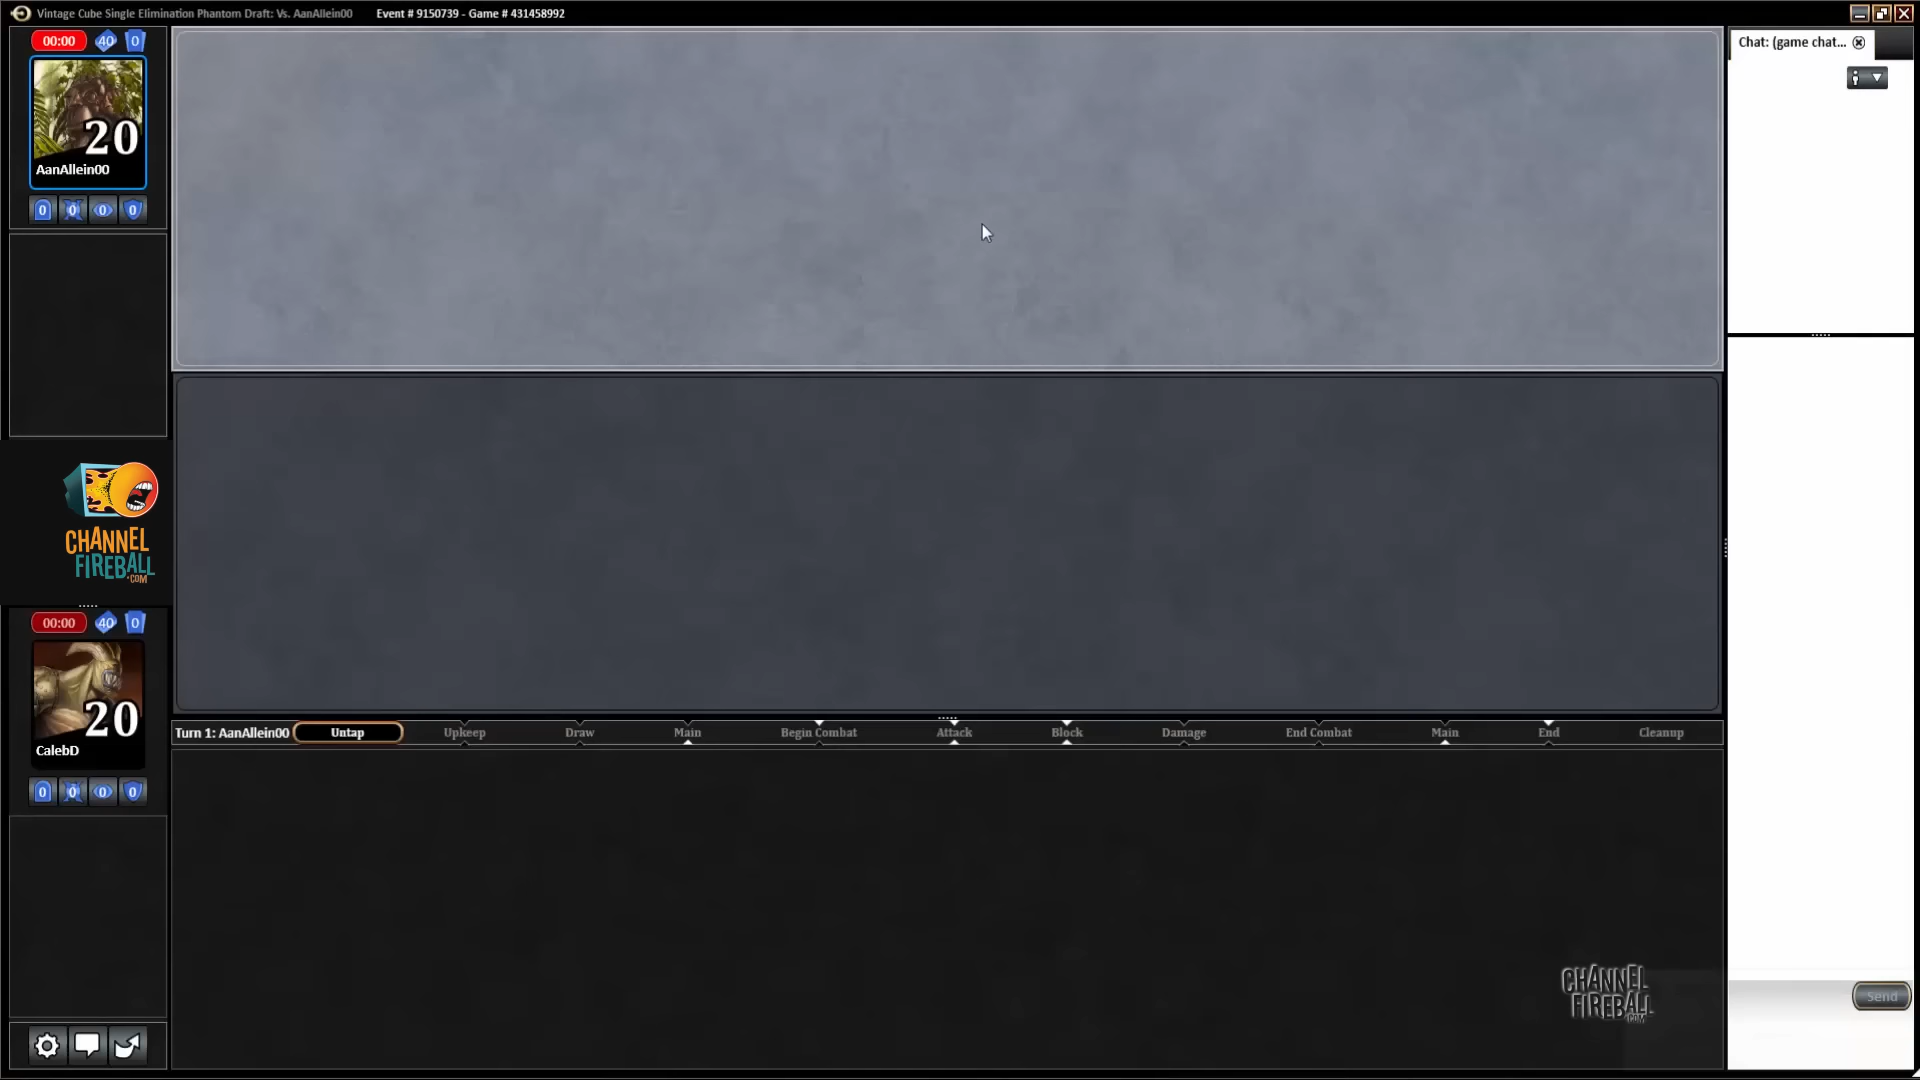 Vintage Cube Single Elimination Phantom Draft: Vs. AanAllein00 Event # 9150739 - Game # 431458992
00:00 40 0
20
AanAllein00
0 0 0 0
Chat: (game chat...
CHANNEL
FIREBALL
.COM
00:00 40 0
20
CalebD
0 0 0 0
Turn 1: AanAllein00 Untap Upkeep Draw Main Begin Combat Attack Block Damage End Combat Main End Cleanup
CHANNEL
FIREBALL
.COM
Send